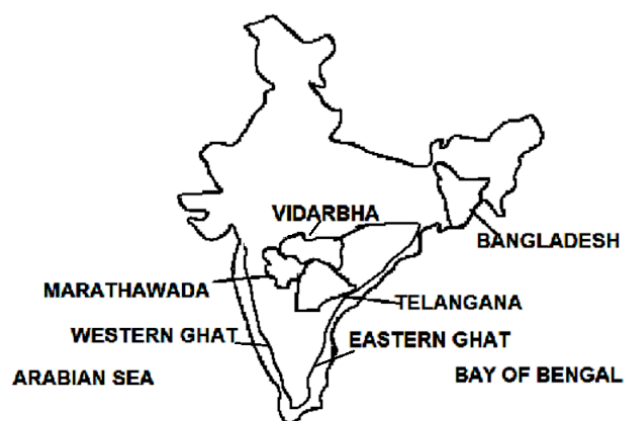 VIDARBHA
BANGLADESH
MARATHAWADA
TELANGANA
WESTERN GHAT
EASTERN GHAT
ARABIAN SEA
BAY OF BENGAL